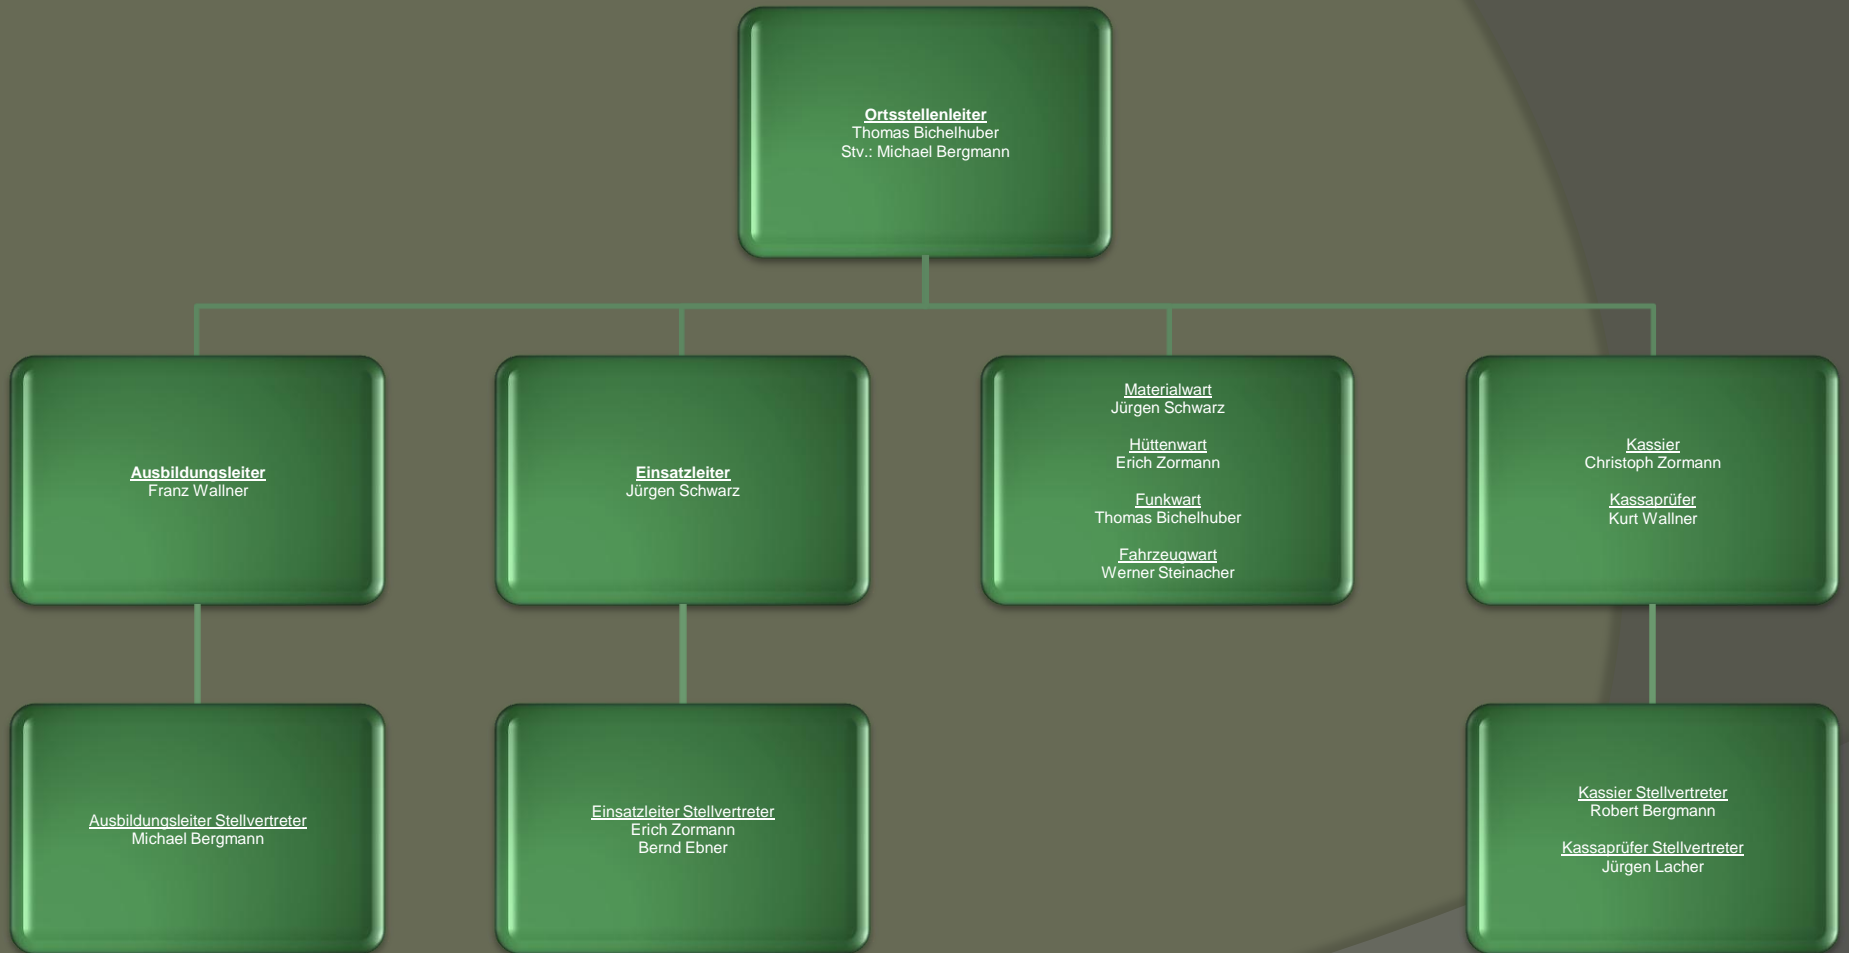 Ortsstellenleiter
Thomas Bichelhuber
Stv.: Michael Bergmann
Ausbildungsleiter
Franz Wallner
Einsatzleiter
Jürgen Schwarz
Materialwart
Jürgen Schwarz
Hüttenwart
Erich Zormann
Funkwart
Thomas Bichelhuber
Fahrzeugwart
Werner Steinacher
Kassier
Christoph Zormann
Kassaprüfer
Kurt Wallner
Ausbildungsleiter Stellvertreter
Michael Bergmann
Einsatzleiter Stellvertreter
Erich Zormann
Bernd Ebner
Kassier Stellvertreter
Robert Bergmann
Kassaprüfer Stellvertreter
Jürgen Lacher